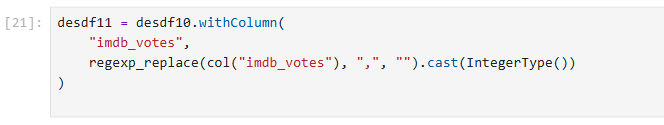 [21]: desdf11 = desdf10.withColumn(
"imdb_votes",
regexp_replace(col("imdb_votes"), ",", "").cast(IntegerType())
)